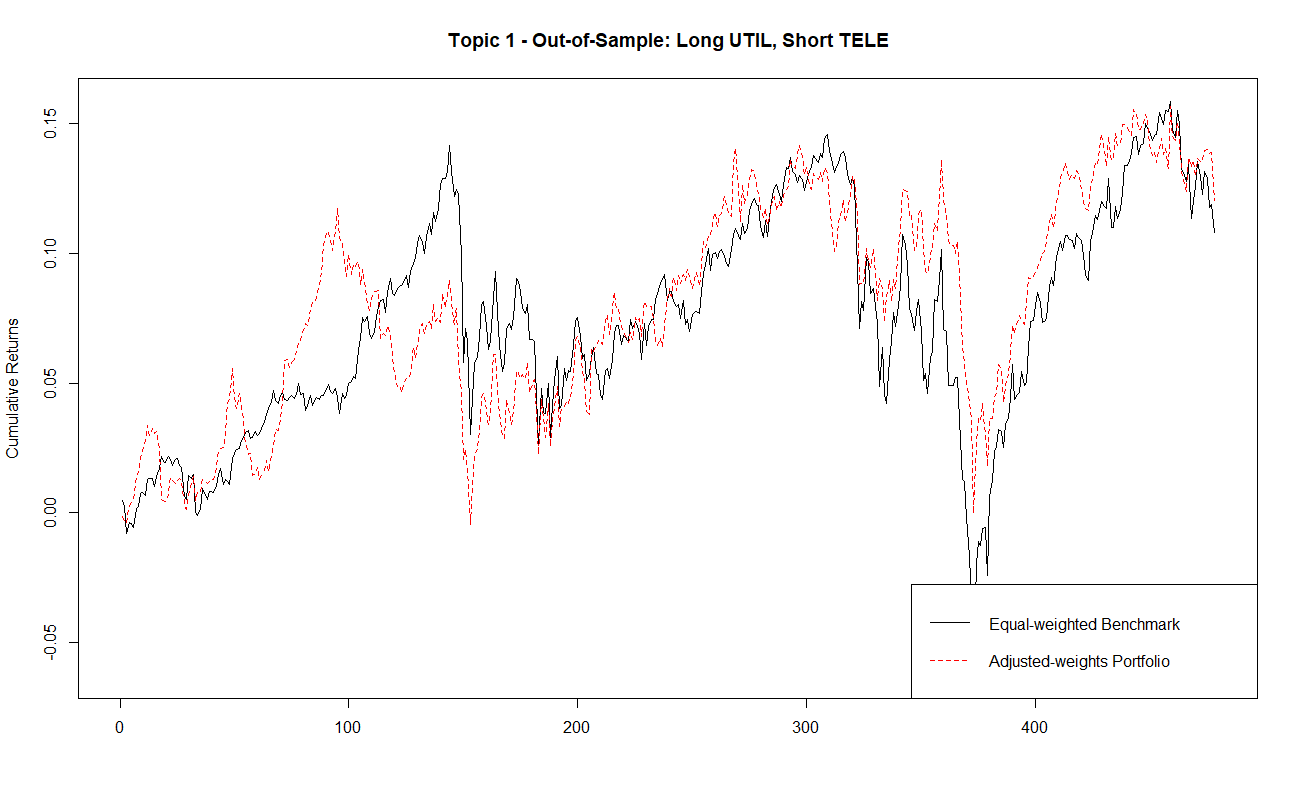 Topic 1 - Out-of-Sample: Long UTIL, Short TELE
Cumulative Returns
0.15
0.10
0.05
0.00
-0.05
Equal-weighted Benchmark
Adjusted-weights Portfolio
0 100 200 300 400